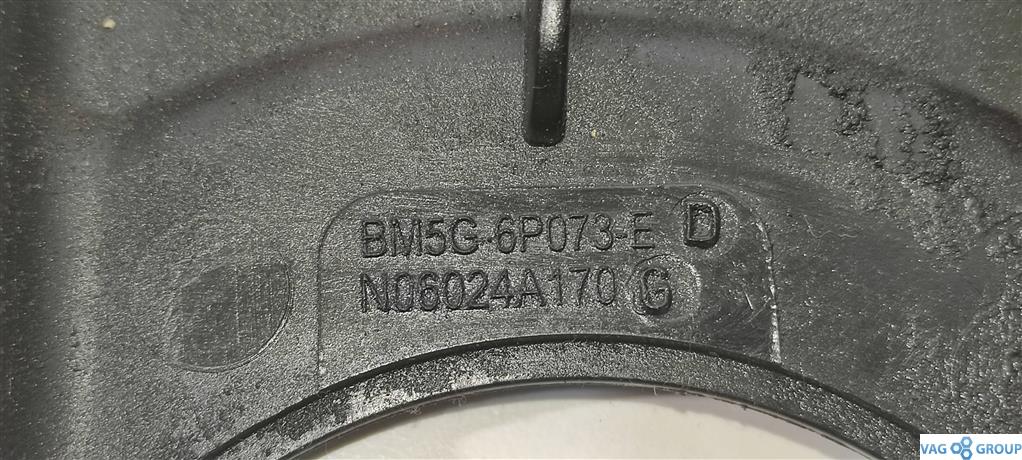 BM5G-6P073-E D
N06024A170 G
VAG GROUP